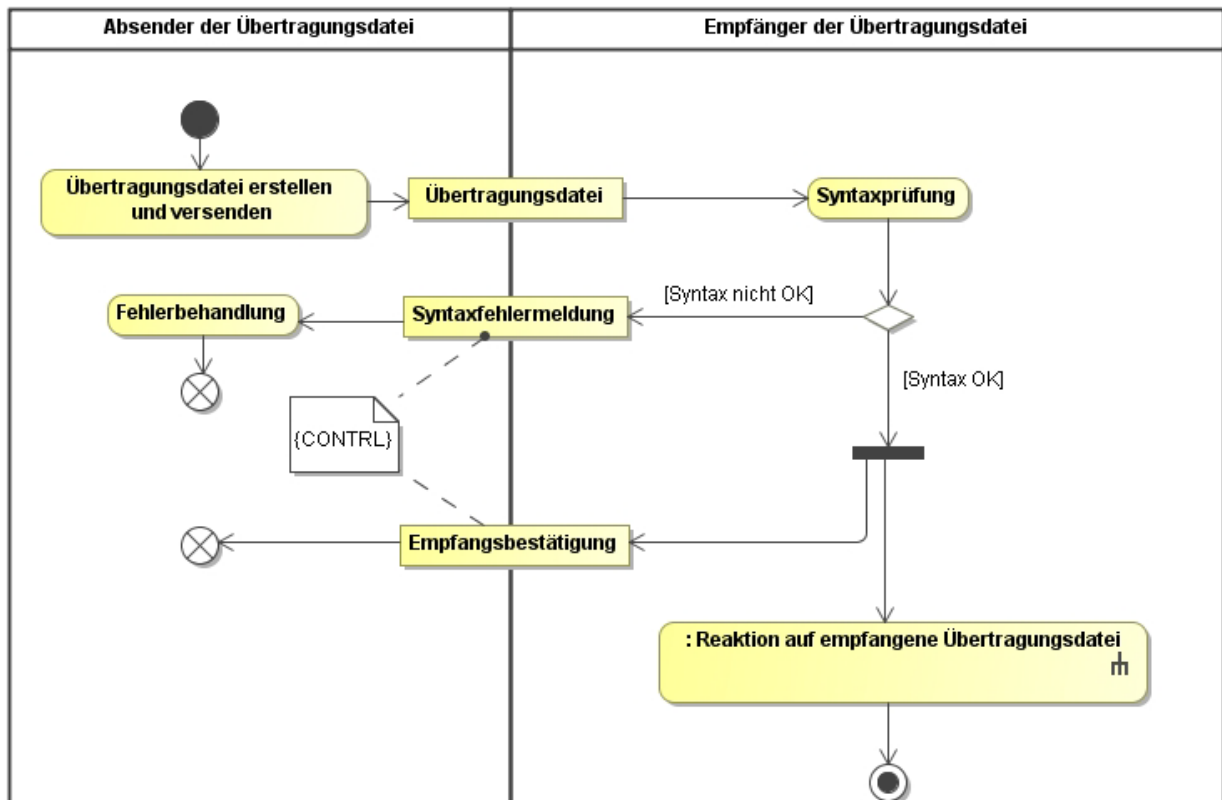 Absender der Übertragungsdatei
Empfänger der Übertragungsdatei
Übertragungsdatei erstellen
und versenden
Übertragungsdatei
Syntaxprüfung
[Syntax nicht OK]
Fehlerbehandlung
Syntaxfehlermeldung
[Syntax OK]
{CONTRL}
Empfangsbestätigung
: Reaktion auf empfangene Übertragungsdatei